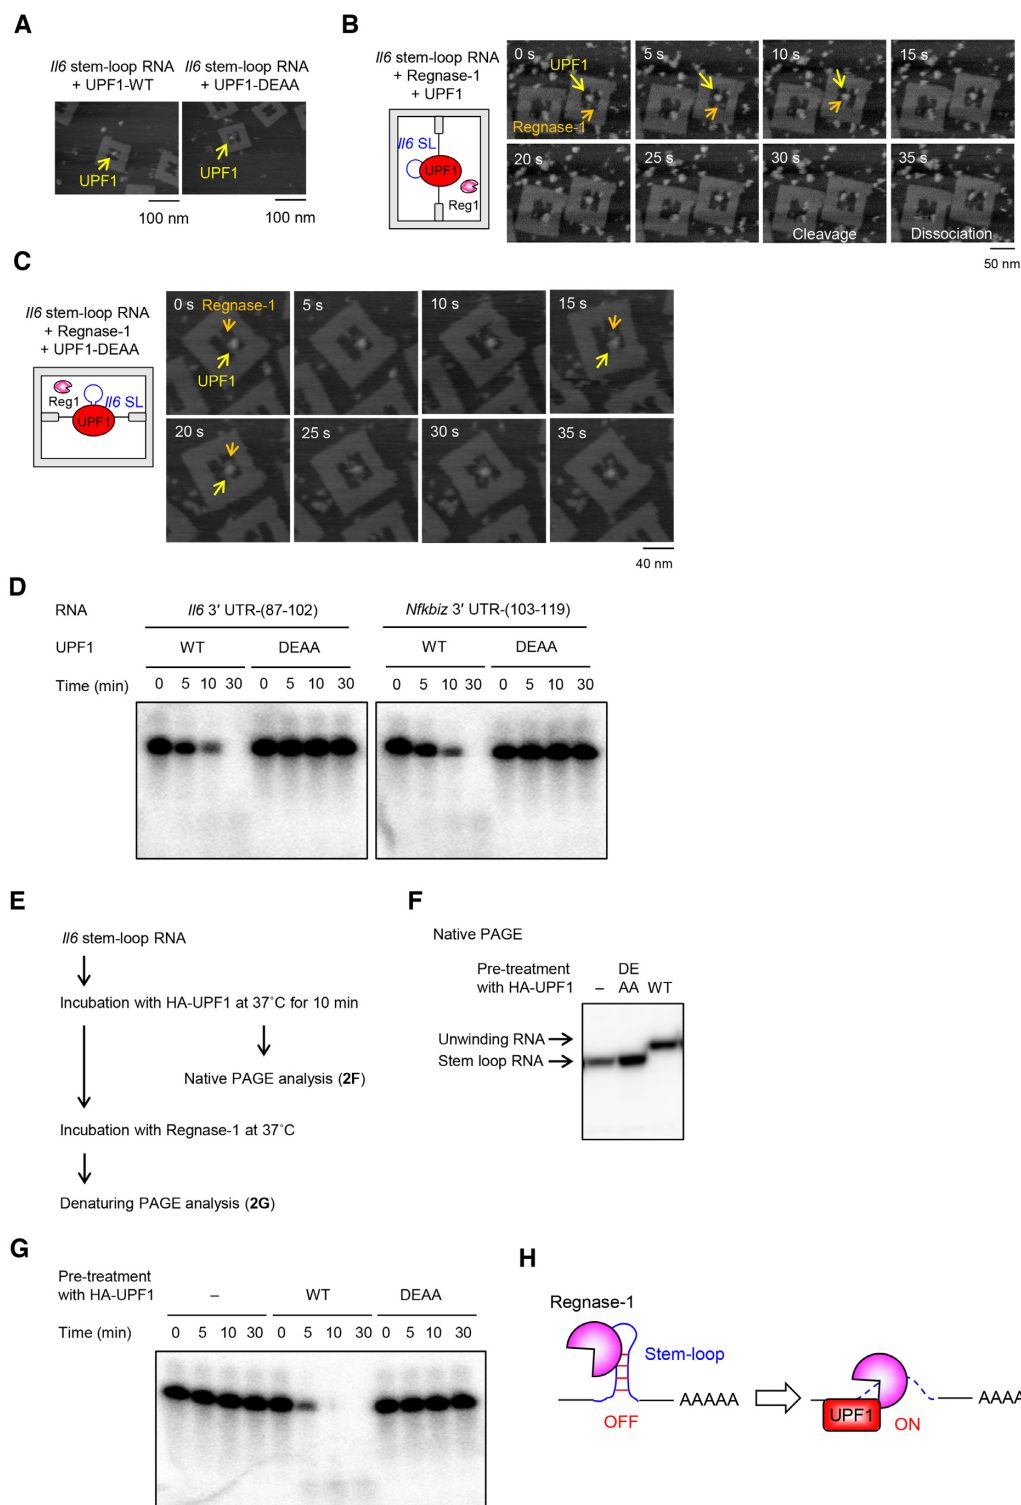 A
Il6 stem-loop RNA
+ UPF1-WT
Il6 stem-loop RNA
+ UPF1-DEAA
UPF1
UPF1
100 nm
100 nm
B
Il6 stem-loop RNA
+ Regnase-1
+ UPF1
Il6 SL
UPF1
Reg1
0 s
5 s
10 s
15 s
UPF1
Regnase-1
20 s
25 s
30 s
35 s
Cleavage
Dissociation
50 nm
C
Il6 stem-loop RNA
+ Regnase-1
+ UPF1-DEAA
Reg1
Il6 SL
UPF1
0 s
Regnase-1
5 s
10 s
15 s
UPF1
20 s
25 s
30 s
35 s
40 nm
D
RNA
Il6 3′ UTR-(87-102)
Nfkbiz 3′ UTR-(103-119)
UPF1
WT
DEAA
WT
DEAA
Time (min)
0 5 10 30 0 5 10 30
0 5 10 30 0 5 10 30
E
Il6 stem-loop RNA
Incubation with HA-UPF1 at 37˚C for 10 min
Native PAGE analysis (2F)
Incubation with Regnase-1 at 37˚C
Denaturing PAGE analysis (2G)
F
Native PAGE
Pre-treatment
with HA-UPF1
–
DE
AA
WT
Unwinding RNA
Stem loop RNA
G
Pre-treatment
with HA-UPF1
–
WT
DEAA
Time (min)
0 5 10 30 0 5 10 30 0 5 10 30
H
Regnase-1
Stem-loop
AAAAA
OFF
UPF1
ON
AAAA